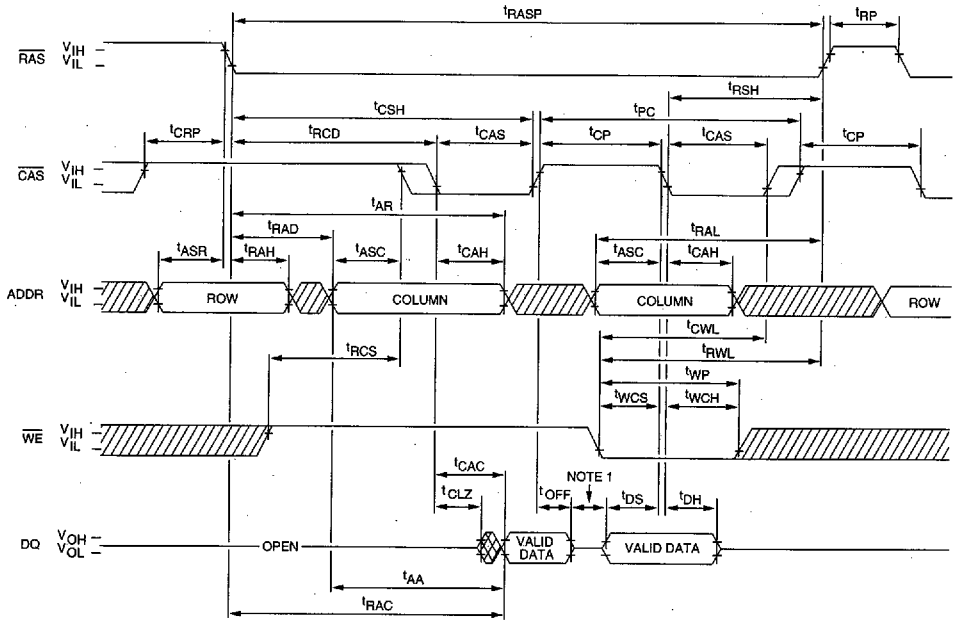 tRASP
tRP
RAS VIH
VIL
tRSH
tCSH
tPC
tCRP
tRCD
tCAS
tCP
tCAS
tCP
CAS VIH
VIL
tAR
tRAD
tRAL
tASR
tRAH
tASC
tCAH
tASC
tCAH
ADDR VIH
VIL
ROW
COLUMN
COLUMN
ROW
tCWL
tRCS
tRWL
tWP
tWCS
tWCH
WE VIH
VIL
tCAC
NOTE 1
tCLZ
tOFF
tDS
tDH
DQ VOH
VOL
OPEN
VALID
DATA
VALID DATA
tAA
tRAC